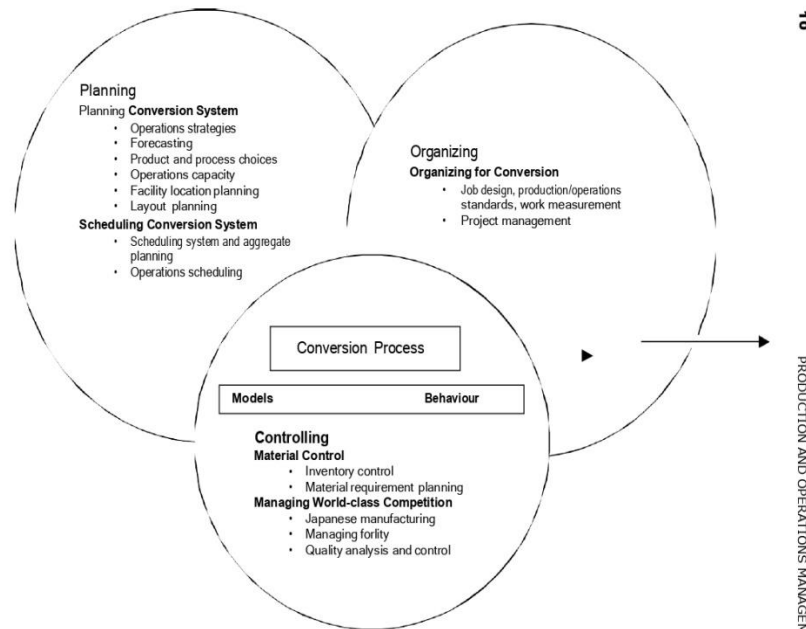 Planning
Planning Conversion System
• Operations strategies
• Forecasting
• Product and process choices
• Operations capacity
• Facility location planning
• Layout planning
Scheduling Conversion System
• Scheduling system and aggregate
planning
• Operations scheduling
Organizing
Organizing for Conversion
• Job design, production/operations
standards, work measurement
• Project management
Conversion Process
Models Behaviour
Controlling
Material Control
• Inventory control
• Material requirement planning
Managing World-class Competition
• Japanese manufacturing
• Managing forlity
• Quality analysis and control
PRODUCTION AND OPERATIONS